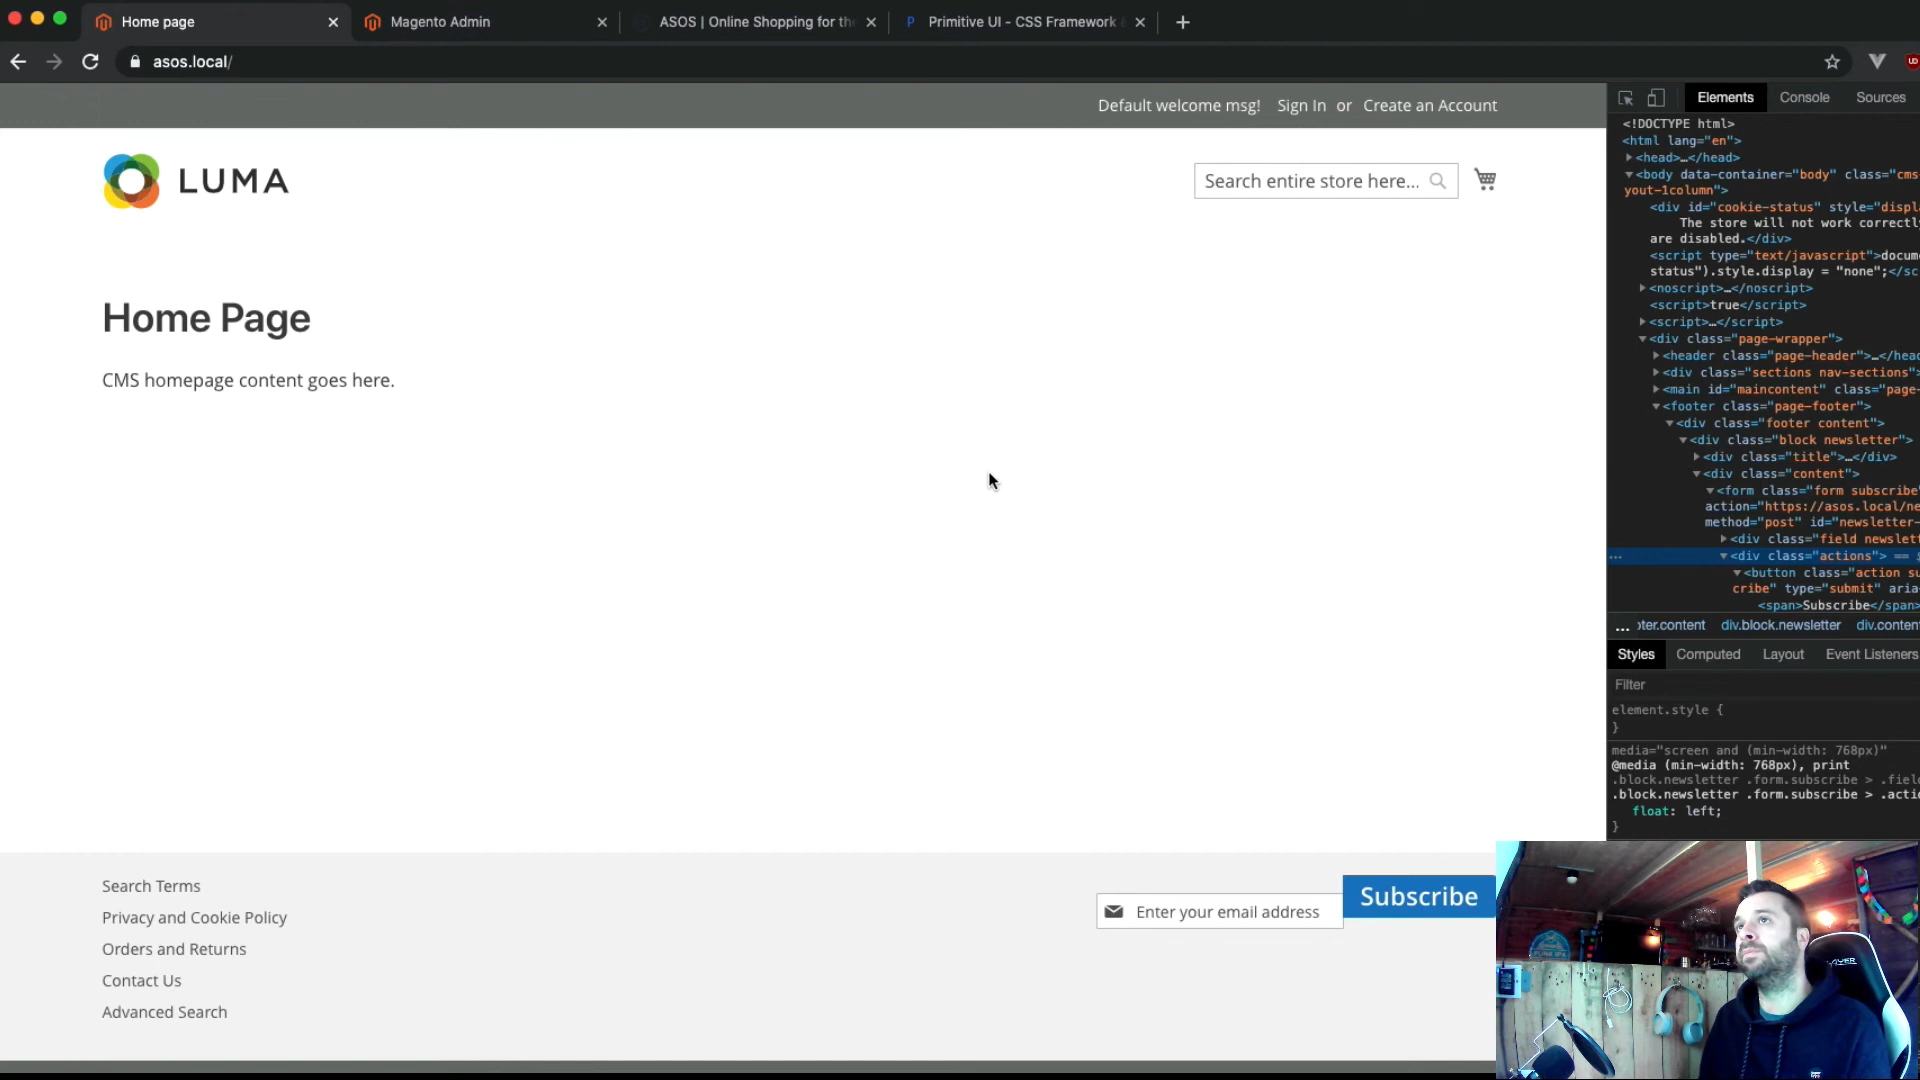 Home page
Magento Admin
ASOS | Online Shopping for the
P Primitive UI - CSS Framework
asos.local/
Default welcome msg! Sign In or Create an Account
LUMA
Search entire store here...
Home Page
CMS homepage content goes here.
Search Terms
Privacy and Cookie Policy
Orders and Returns
Contact Us
Advanced Search
Enter your email address
Subscribe
Elements Console Sources
<!DOCTYPE html>
<html lang="en">
<head>…</head>
<body data-container="body" class="cms
yout-1column">
<div id="cookie-status" style="displa
The store will not work correctly
are disabled.</div>
<script type="text/javascript">docum
status").style.display = "none";</sc
<noscript>…</noscript>
<script>true</script>
<script>…</script>
<div class="page-wrapper">
<header class="page-header">…</head
<div class="sections nav-sections">
<main id="maincontent" class="page-
<footer class="page-footer">
<div class="footer content">
<div class="block newsletter">
<div class="title">…</div>
<div class="content">
<form class="form subscribe"
action="https://asos.local/ne
method="post" id="newsletter-
<div class="field newslett
<div class="actions"> ==
<button class="action su
cribe" type="submit" aria
<span>Subscribe</span>
... oter.content div.block.newsletter div.content
Styles Computed Layout Event Listeners
Filter
element.style {
}
media="screen and (min-width: 768px)"
@media (min-width: 768px), print
.block.newsletter .form.subscribe > .fiel
.block.newsletter .form.subscribe > .actio
float: left;
}